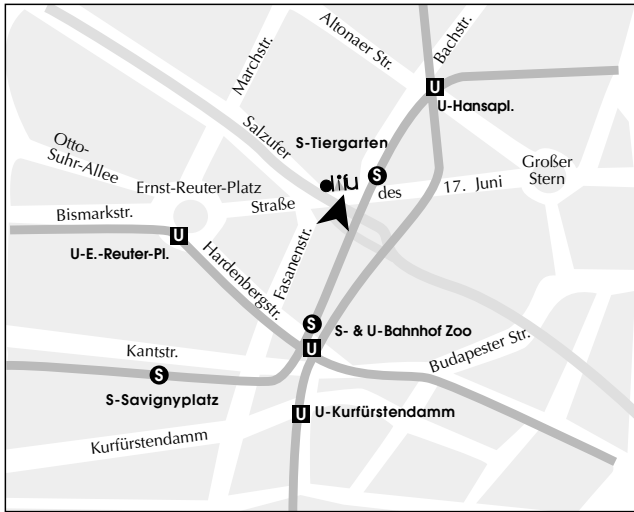 Altonaer Str.
Bachstr.
Marchstr.
U
U-Hansapl.
Salzufer
S-Tiergarten
Otto-
Suhr-Allee
Großer
Stern
S
difu
Ernst-Reuter-Platz
Straße
des
17. Juni
Bismarkstr.
U
U-E.-Reuter-Pl.
Hardenbergstr.
Fasanenstr.
S
S- & U-Bahnhof Zoo
U
Budapester Str.
Kantstr.
S
S-Savignyplatz
U
U-Kurfürstendamm
Kurfürstendamm